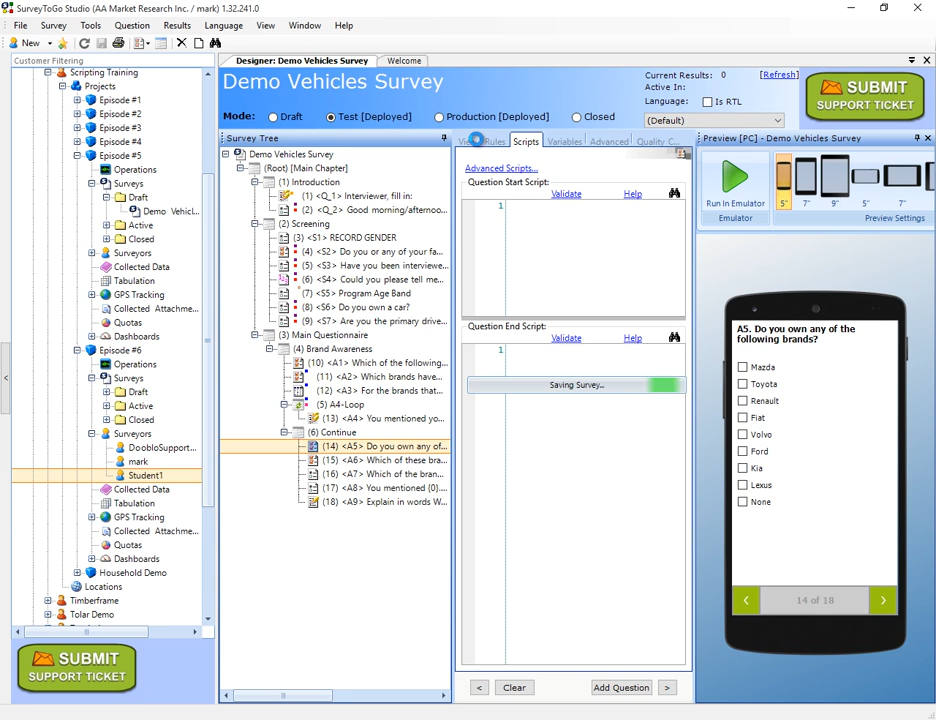 SurveyToGo Studio (AA Market Research Inc. / mark) 1.32.241.0
File Survey Tools Question Results Language View Window Help
New
Customer Filtering
Scripting Training
Projects
Episode #1
Episode #2
Episode #3
Episode #4
Episode #5
Operations
Surveys
Draft
Demo Vehicl...
Active
Closed
Surveyors
Collected Data
Tabulation
GPS Tracking
Collected Attachme...
Quotas
Dashboards
Episode #6
Operations
Surveys
Draft
Active
Closed
Surveyors
DoobloSupport...
mark
Student1
Collected Data
Tabulation
GPS Tracking
Collected Attachme...
Quotas
Dashboards
Household Demo
Locations
Timberframe
Tolar Demo
SUBMIT
SUPPORT TICKET
Designer: Demo Vehicles Survey Welcome
Demo Vehicles Survey
Mode: Draft Test [Deployed] Production [Deployed] Closed
Current Results: 0 [Refresh]
Active In:
Language: Is RTL
(Default)
SUBMIT
SUPPORT TICKET
Survey Tree
Demo Vehicles Survey
(Root) [Main Chapter]
(1) Introduction
(1) <Q_1> Interviewer, fill in:
(2) <Q_2> Good morning/afternoo...
(2) Screening
(3) <S1> RECORD GENDER
(4) <S2> Do you or any of your fa...
(5) <S3> Have you been interviewe...
(6) <S4> Could you please tell me...
(7) <S5> Program Age Band
(8) <S6> Do you own a car?
(9) <S7> Are you the primary drive...
(3) Main Questionnaire
(4) Brand Awareness
(10) <A1> Which of the following...
(11) <A2> Which brands have...
(12) <A3> For the brands that...
(5) A4-Loop
(13) <A4> You mentioned yo...
(6) Continue
(14) <A5> Do you own any of...
(15) <A6> Which of these bra...
(16) <A7> Which of the bran...
(17) <A8> You mentioned {0}....
(18) <A9> Explain in words W...
Rules Scripts Variables Advanced Quality C...
Advanced Scripts...
Question Start Script:
Validate Help
1
Question End Script:
Validate Help
1
Saving Survey...
< Clear Add Question >
Preview [PC] - Demo Vehicles Survey
Run In Emulator
5" 7" 9" 5" 7"
Emulator Preview Settings
A5. Do you own any of the
following brands?
Mazda
Toyota
Renault
Fiat
Volvo
Ford
Kia
Lexus
None
14 of 18